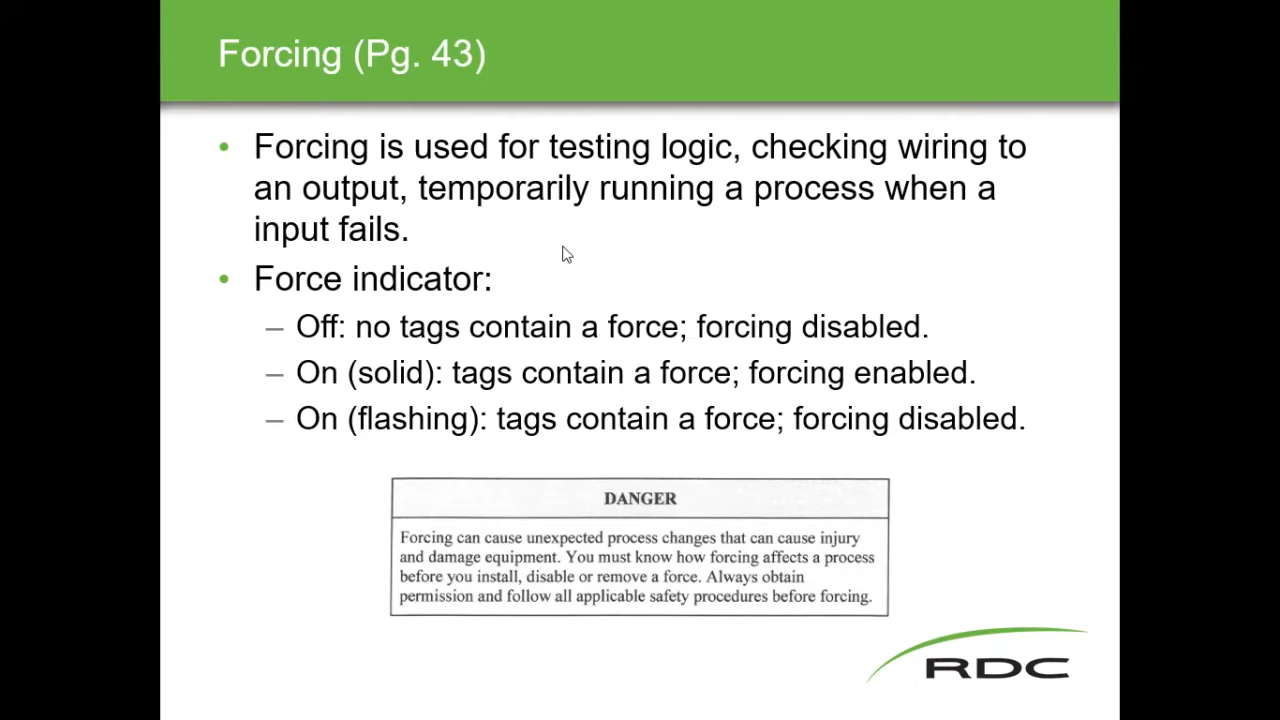 Forcing (Pg. 43)
• Forcing is used for testing logic, checking wiring to
an output, temporarily running a process when a
input fails.
• Force indicator:
– Off: no tags contain a force; forcing disabled.
– On (solid): tags contain a force; forcing enabled.
– On (flashing): tags contain a force; forcing disabled.
DANGER
Forcing can cause unexpected process changes that can cause injury
and damage equipment. You must know how forcing affects a process
before you install, disable or remove a force. Always obtain
permission and follow all applicable safety procedures before forcing.
RDC